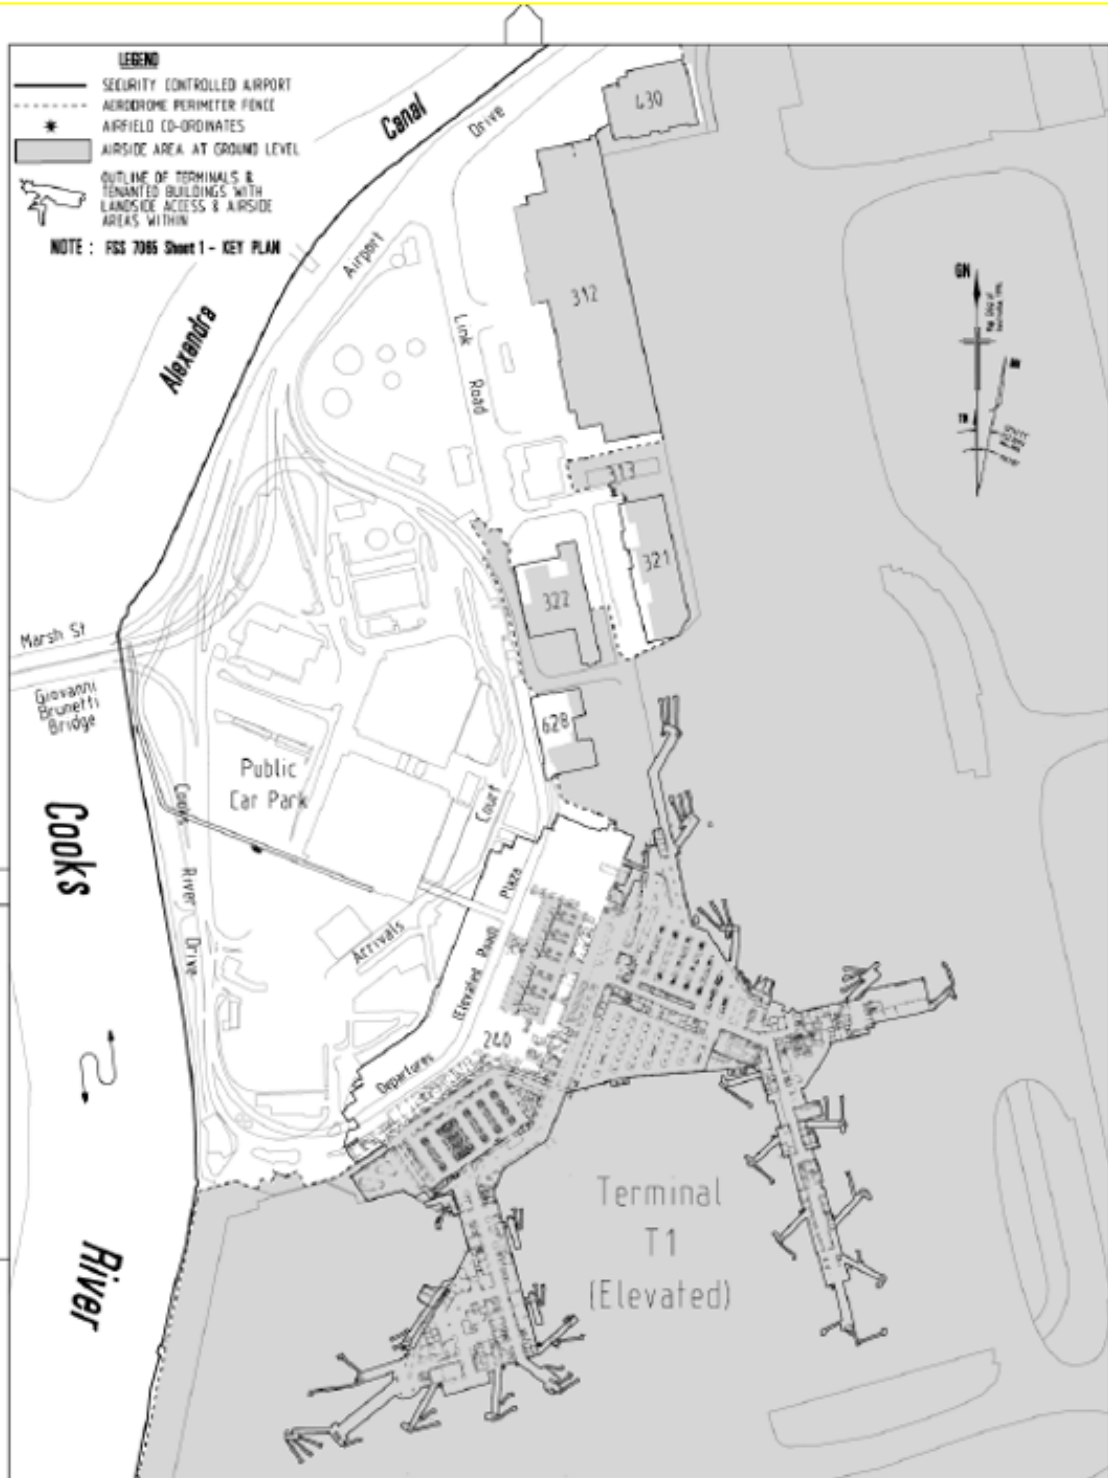 LEGEND
SECURITY CONTROLLED AIRPORT
AERODROME PERIMETER FENCE
AIRFIELD CO-ORDINATES
AIRSIDE AREA AT GROUND LEVEL
OUTLINE OF TERMINALS &
TENANTED BUILDINGS WITH
LANDSIDE ACCESS & AIRSIDE
AREAS WITHIN
NOTE : FSS 7065 Sheet 1 - KEY PLAN
Alexandra
Canal
Airport
Drive
430
312
Link
Road
GN
TN
313
321
322
Marsh St
Giovanni
Brunetti
Bridge
628
Public
Car Park
Court
Arrivals
Plaza
(Elevated Road)
Departures
240
Cooks
River
Drive
Cooks
River
Terminal
T1
(Elevated)